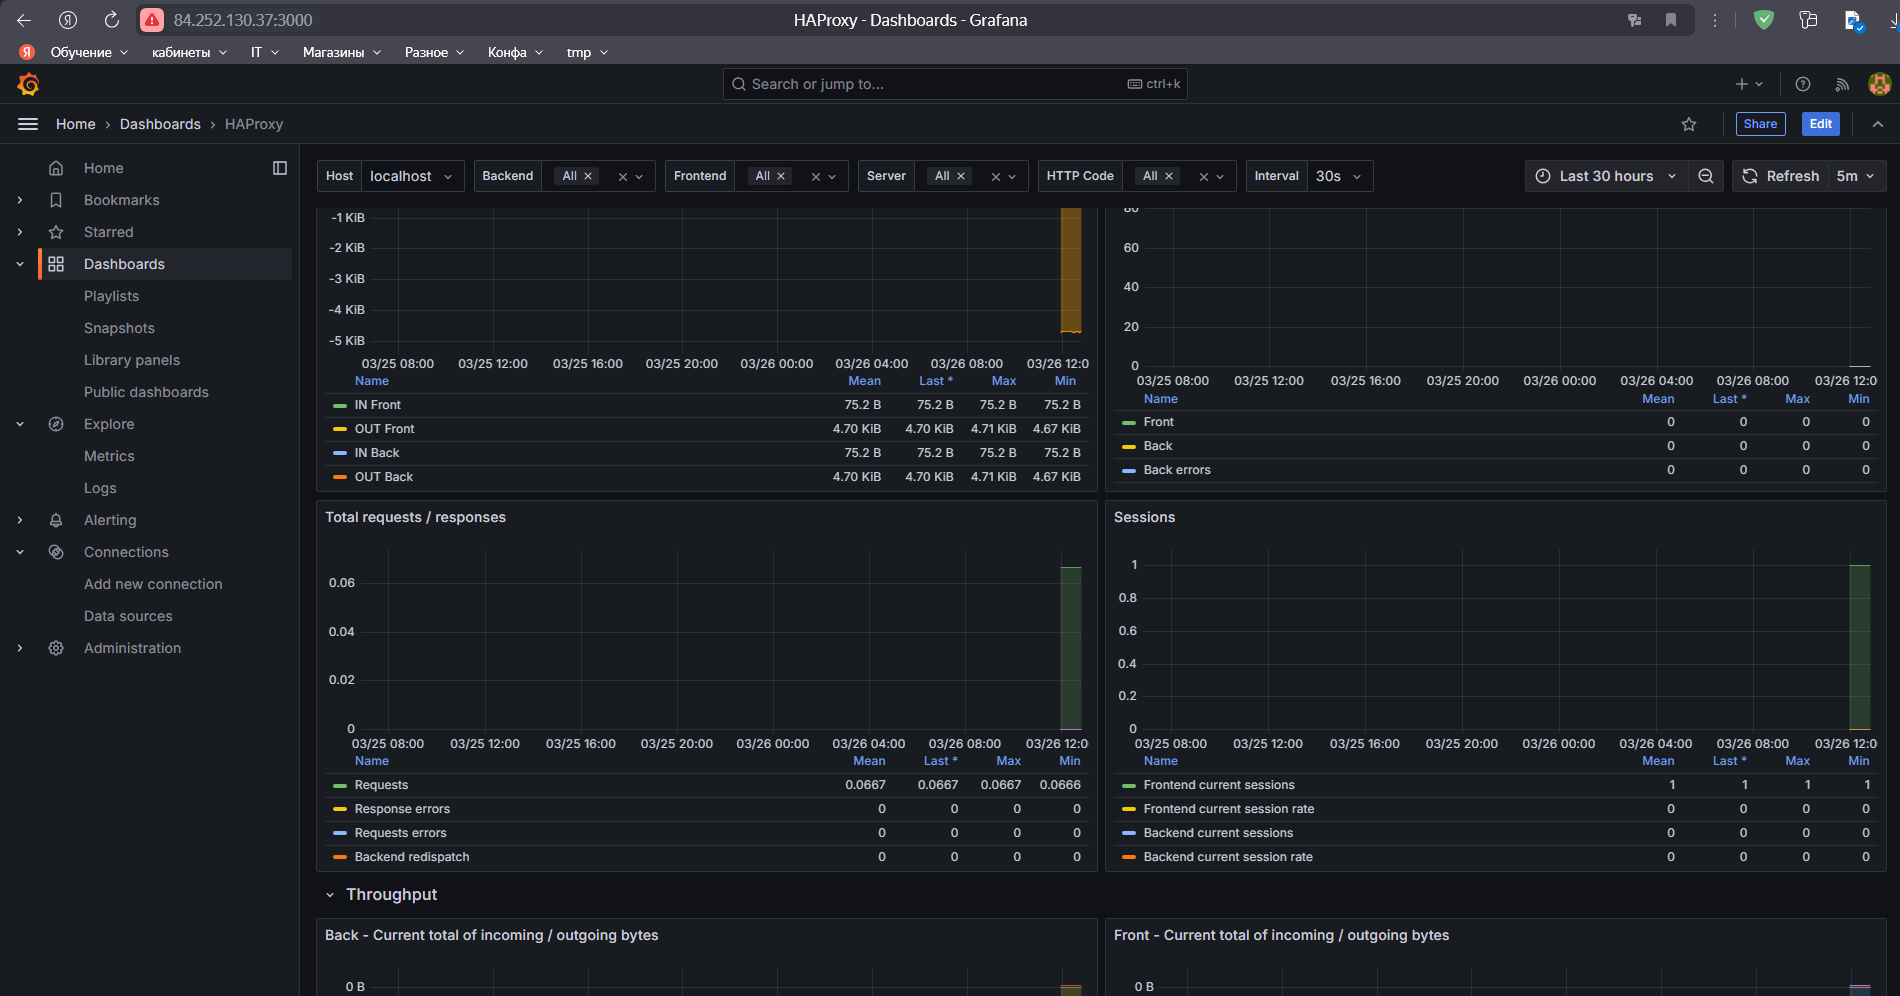 84.252.130.37:3000
HAProxy - Dashboards - Grafana
Обучение кабинеты IT Магазины Разное Конфа tmp
Search or jump to... ctrl+k
Home › Dashboards › HAProxy
Share Edit
Home
Bookmarks
Starred
Dashboards
Playlists
Snapshots
Library panels
Public dashboards
Explore
Metrics
Logs
Alerting
Connections
Add new connection
Data sources
Administration
Host localhost Backend All Frontend All Server All HTTP Code All Interval 30s Last 30 hours Refresh 5m
-1 KiB
-2 KiB
-3 KiB
-4 KiB
-5 KiB
03/25 08:00 03/25 12:00 03/25 16:00 03/25 20:00 03/26 00:00 03/26 04:00 03/26 08:00 03/26 12:0
Name Mean Last * Max Min
IN Front 75.2 B 75.2 B 75.2 B 75.2 B
OUT Front 4.70 KiB 4.70 KiB 4.71 KiB 4.67 KiB
IN Back 75.2 B 75.2 B 75.2 B 75.2 B
OUT Back 4.70 KiB 4.70 KiB 4.71 KiB 4.67 KiB
80
60
40
20
0
03/25 08:00 03/25 12:00 03/25 16:00 03/25 20:00 03/26 00:00 03/26 04:00 03/26 08:00 03/26 12:0
Name Mean Last * Max Min
Front 0 0 0 0
Back 0 0 0 0
Back errors 0 0 0 0
Total requests / responses
0.06
0.04
0.02
0
03/25 08:00 03/25 12:00 03/25 16:00 03/25 20:00 03/26 00:00 03/26 04:00 03/26 08:00 03/26 12:0
Name Mean Last * Max Min
Requests 0.0667 0.0667 0.0667 0.0666
Response errors 0 0 0 0
Requests errors 0 0 0 0
Backend redispatch 0 0 0 0
Sessions
1
0.8
0.6
0.4
0.2
0
03/25 08:00 03/25 12:00 03/25 16:00 03/25 20:00 03/26 00:00 03/26 04:00 03/26 08:00 03/26 12:0
Name Mean Last * Max Min
Frontend current sessions 1 1 1 1
Frontend current session rate 0 0 0 0
Backend current sessions 0 0 0 0
Backend current session rate 0 0 0 0
Throughput
Back - Current total of incoming / outgoing bytes
0 B
Front - Current total of incoming / outgoing bytes
0 B